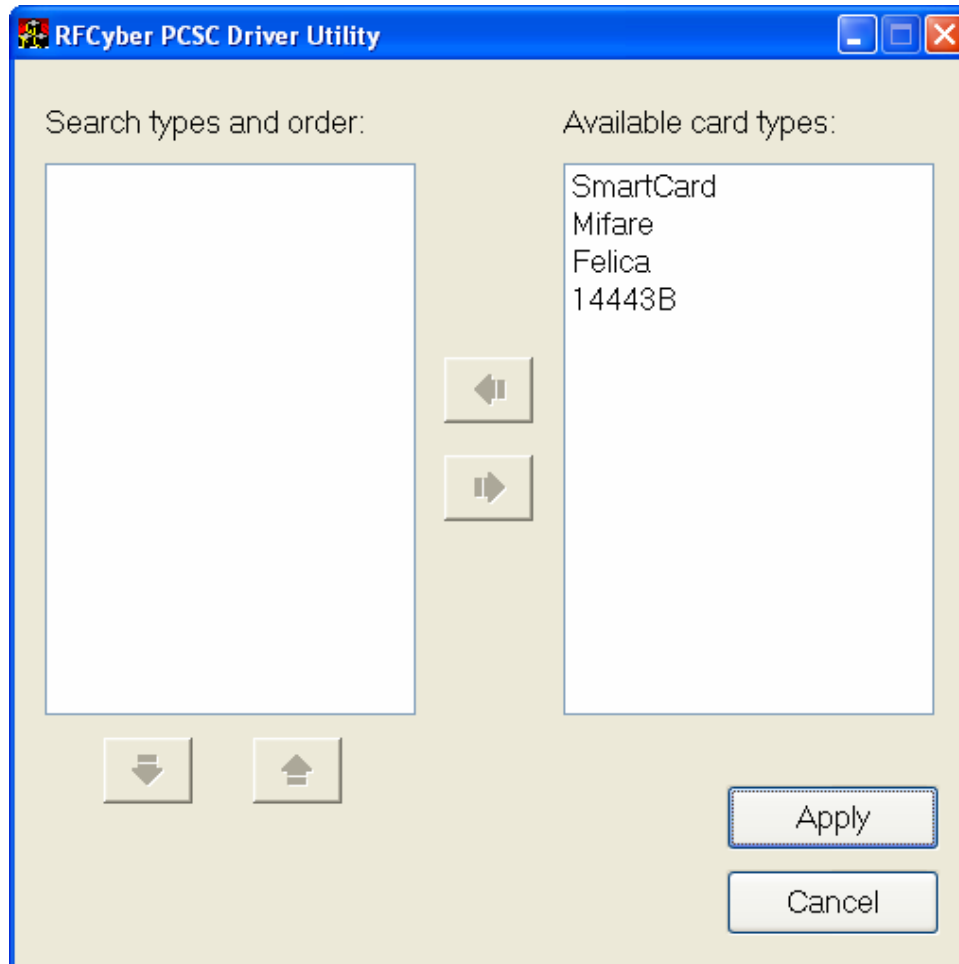 RFCyber PCSC Driver Utility
Search types and order:
Available card types:
SmartCard
Mifare
Felica
14443B
Apply
Cancel